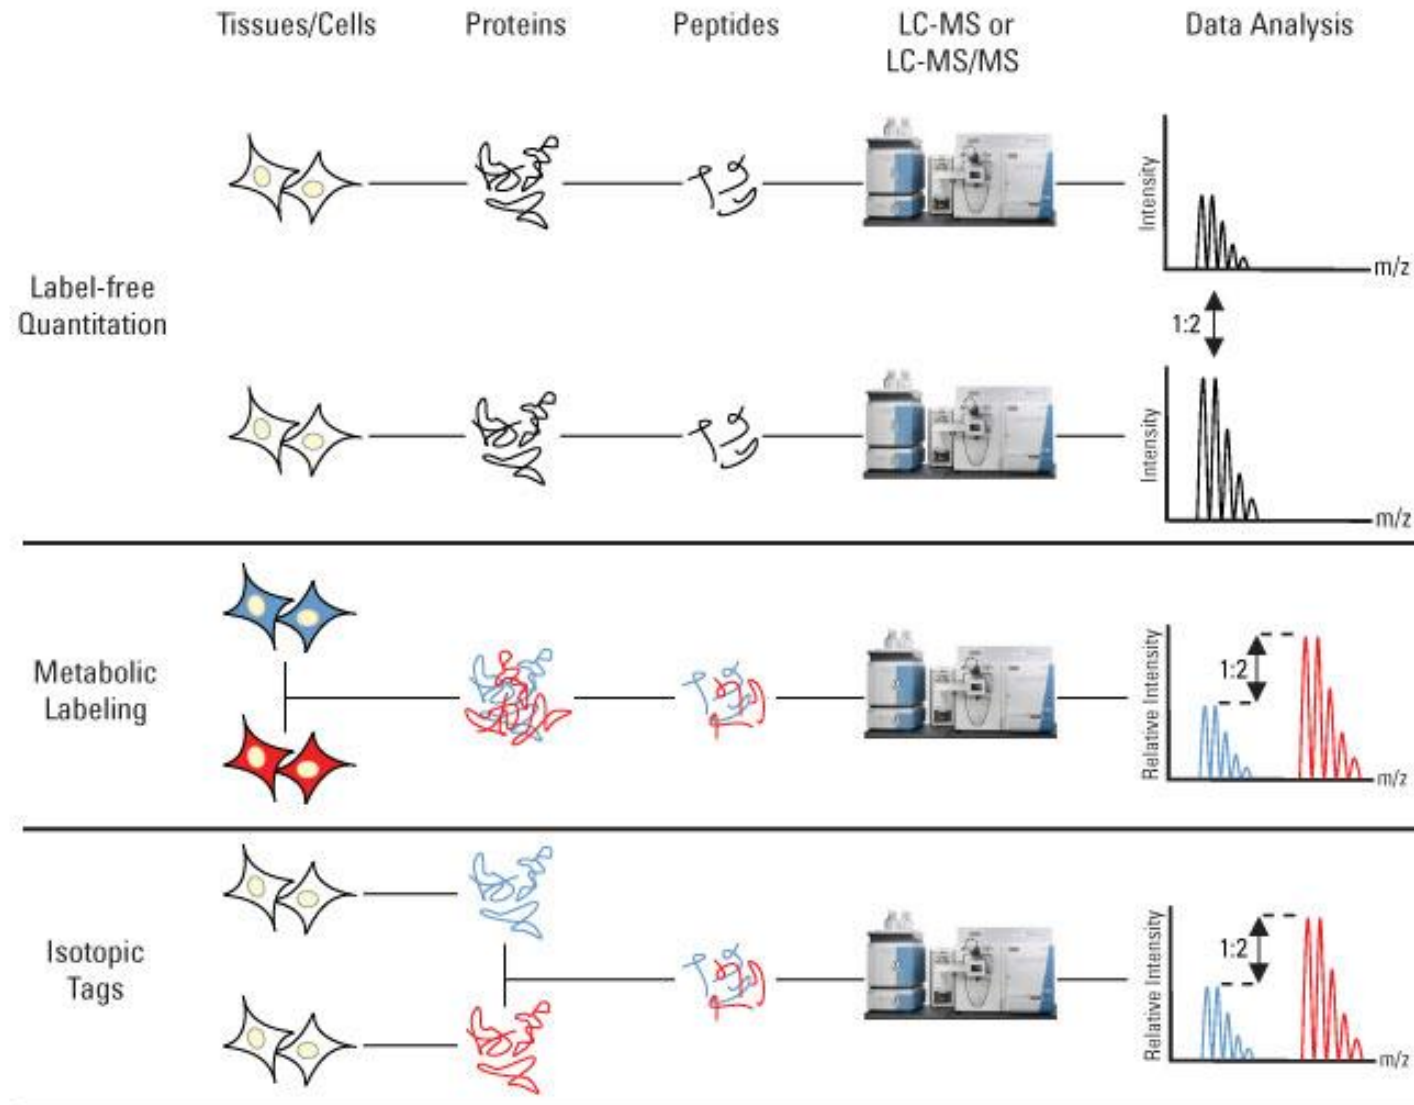 Tissues/Cells
Proteins
Peptides
LC-MS or
LC-MS/MS
Data Analysis
Label-free
Quantitation
Intensity
m/z
1:2
Intensity
m/z
Metabolic
Labeling
Relative Intensity
1:2
m/z
Isotopic
Tags
Relative Intensity
1:2
m/z